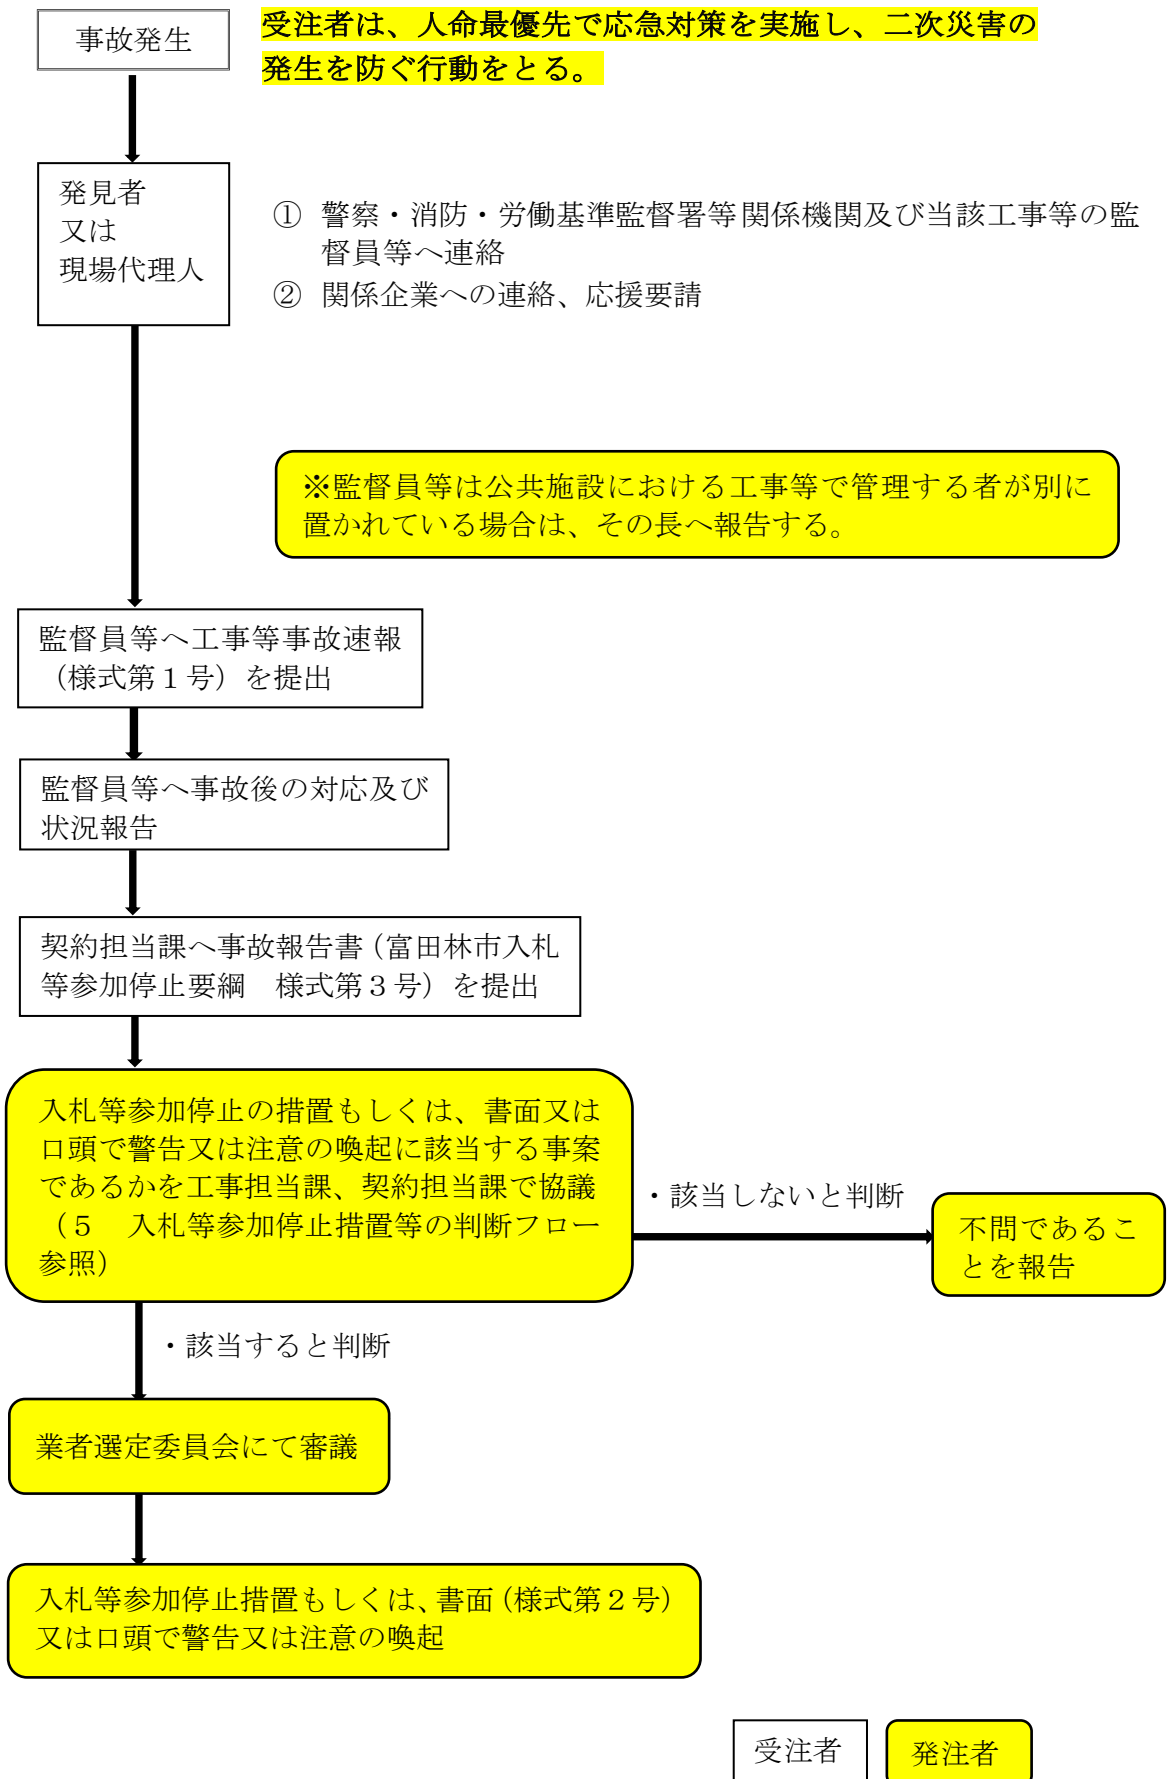 事故発生
受注者は、人命最優先で応急対策を実施し、二次災害の
発生を防ぐ行動をとる。
発見者
又は
現場代理人
① 警察・消防・労働基準監督署等関係機関及び当該工事等の監
督員等へ連絡
② 関係企業への連絡、応援要請
※監督員等は公共施設における工事等で管理する者が別に
置かれている場合は、その長へ報告する。
監督員等へ工事等事故速報
（様式第１号）を提出
監督員等へ事故後の対応及び
状況報告
契約担当課へ事故報告書（富田林市入札
等参加停止要綱　様式第３号）を提出
入札等参加停止の措置もしくは、書面又は
口頭で警告又は注意の喚起に該当する事案
であるかを工事担当課、契約担当課で協議
（５　入札等参加停止措置等の判断フロー
参照）
・該当しないと判断
不問であるこ
とを報告
・該当すると判断
業者選定委員会にて審議
入札等参加停止措置もしくは、書面（様式第２号）
又は口頭で警告又は注意の喚起
受注者
発注者